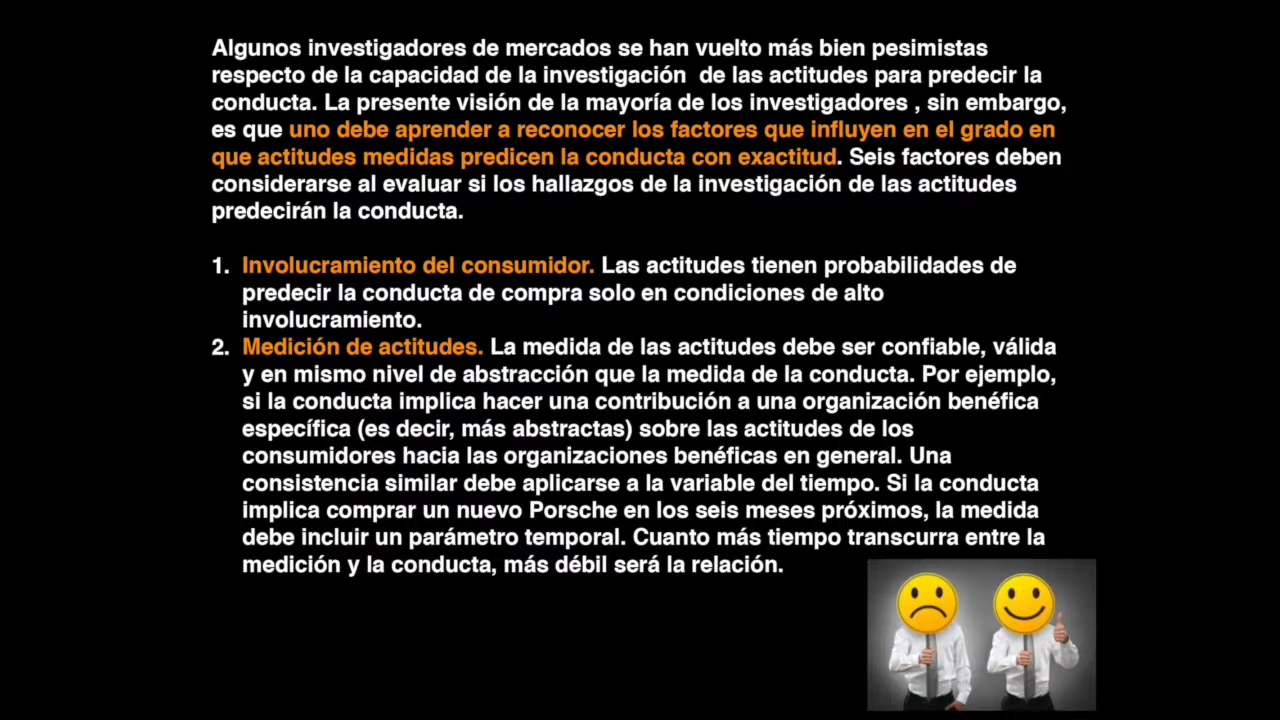 Algunos investigadores de mercados se han vuelto más bien pesimistas
respecto de la capacidad de la investigación de las actitudes para predecir la
conducta. La presente visión de la mayoría de los investigadores , sin embargo,
es que uno debe aprender a reconocer los factores que influyen en el grado en
que actitudes medidas predicen la conducta con exactitud. Seis factores deben
considerarse al evaluar si los hallazgos de la investigación de las actitudes
predecirán la conducta.
1. Involucramiento del consumidor. Las actitudes tienen probabilidades de
predecir la conducta de compra solo en condiciones de alto
involucramiento.
2. Medición de actitudes. La medida de las actitudes debe ser confiable, válida
y en mismo nivel de abstracción que la medida de la conducta. Por ejemplo,
si la conducta implica hacer una contribución a una organización benéfica
específica (es decir, más abstractas) sobre las actitudes de los
consumidores hacia las organizaciones benéficas en general. Una
consistencia similar debe aplicarse a la variable del tiempo. Si la conducta
implica comprar un nuevo Porsche en los seis meses próximos, la medida
debe incluir un parámetro temporal. Cuanto más tiempo transcurra entre la
medición y la conducta, más débil será la relación.